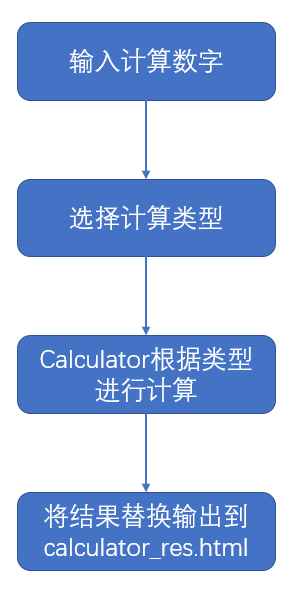 输入计算数字
选择计算类型
Calculator根据类型
进行计算
将结果替换输出到
calculator_res.html